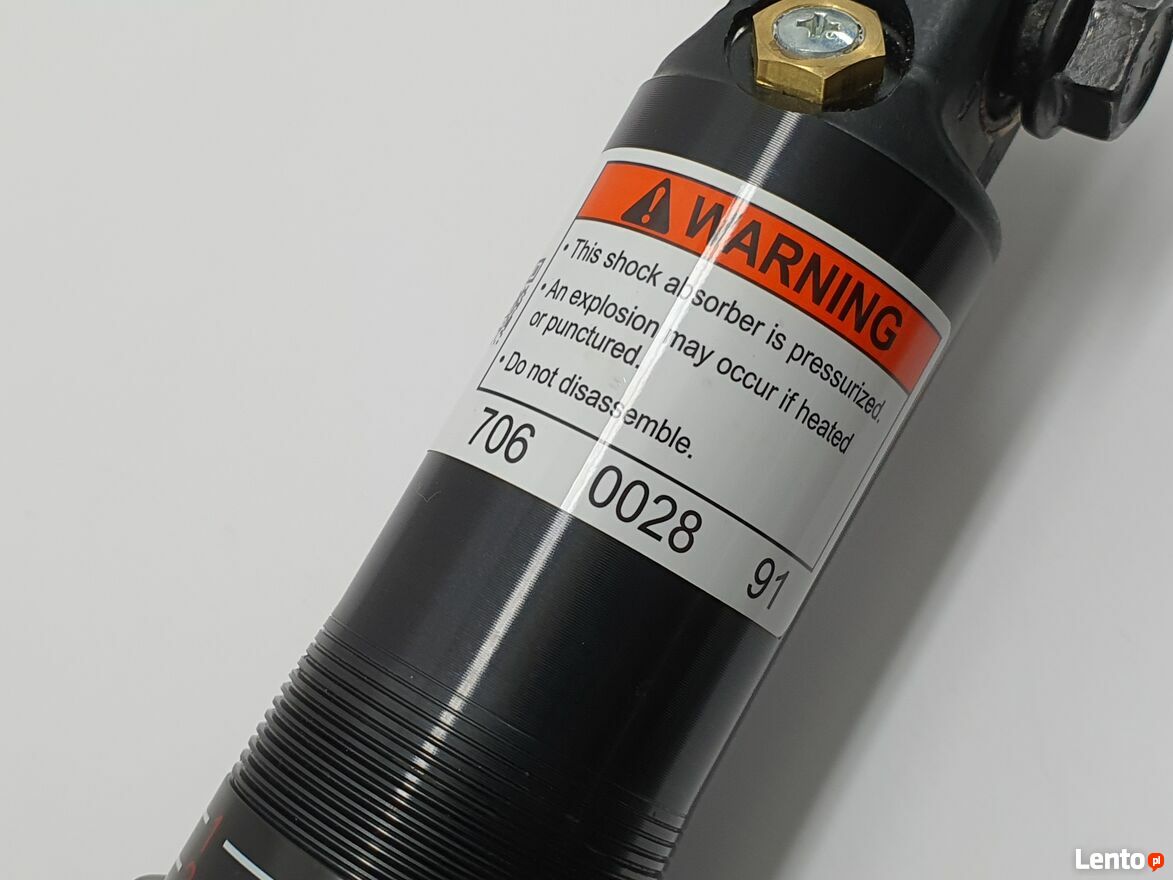 WARNING
• This shock absorber is pressurized.
• An explosion may occur if heated
or punctured.
• Do not disassemble.
706 0028 91
1
Lento pl